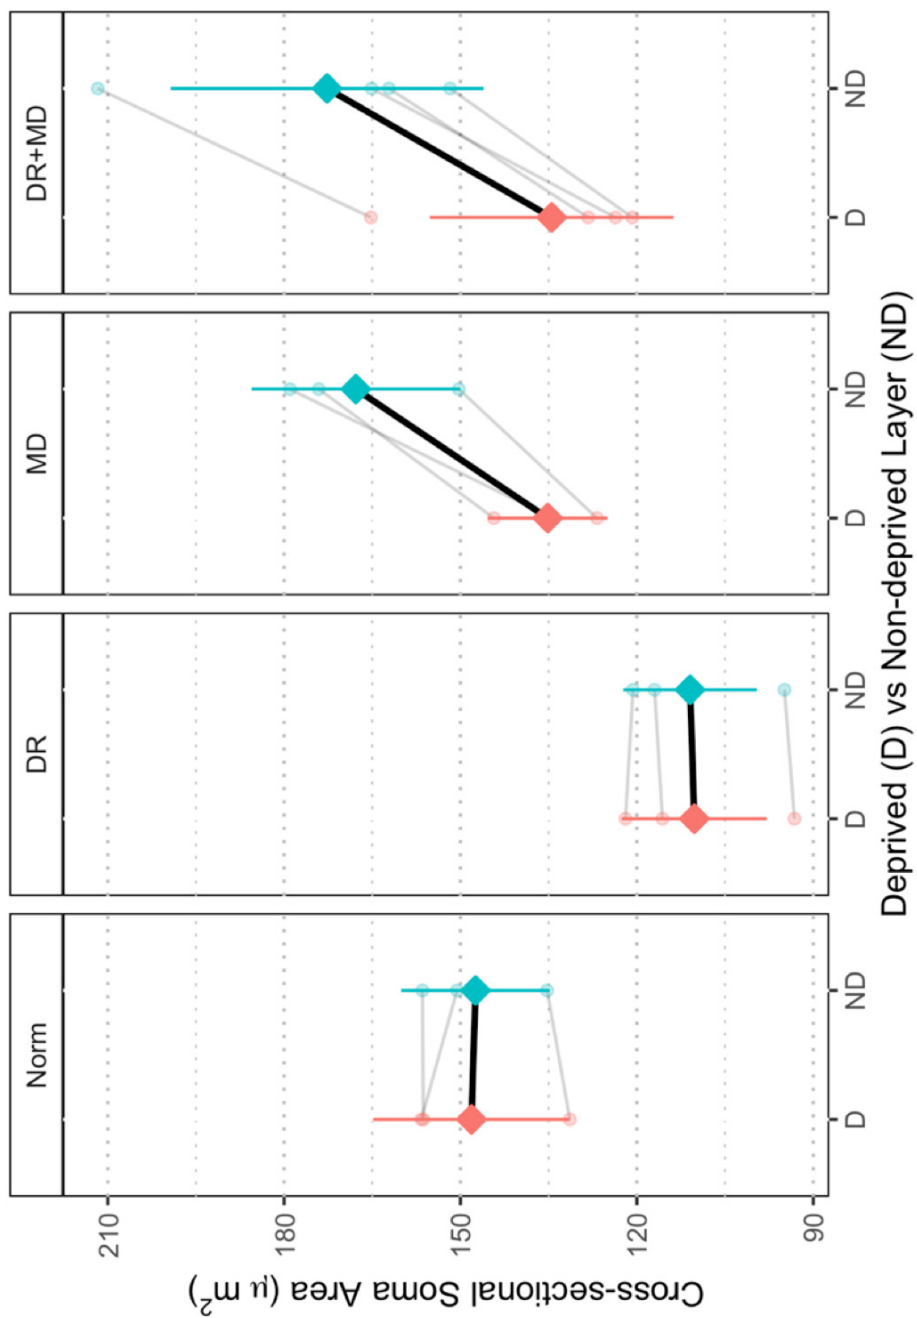 Norm
DR
MD
DR+MD
Cross-sectional Soma Area (μ m²)
210
180
150
120
90
D
ND
D
ND
D
ND
D
ND
Deprived (D) vs Non-deprived Layer (ND)